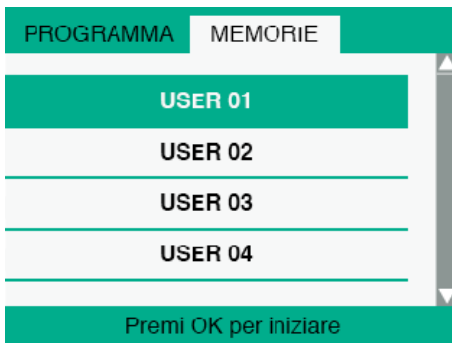 PROGRAMMA MEMORIE
USER 01
USER 02
USER 03
USER 04
Premi OK per iniziare